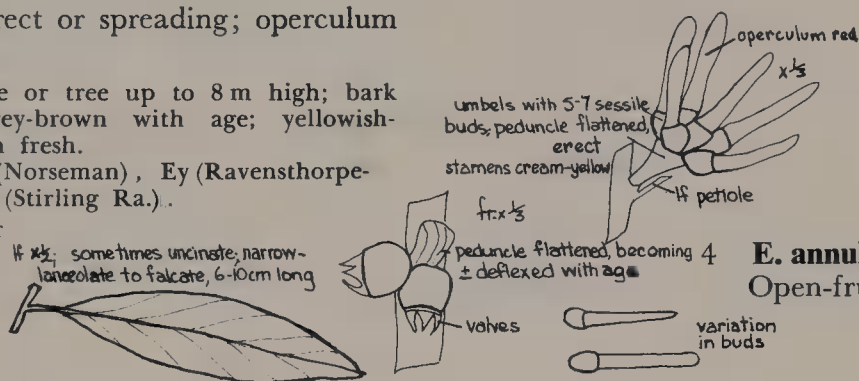 rect or spreading; operculum
e or tree up to 8 m high; bark
ey-brown with age; yellowish-
n fresh.
(Norseman), Ey (Ravensthorpe-
(Stirling Ra.).
operculum red
x⅓
umbels with 5-7 sessile
buds, peduncle flattened,
erect
stamens cream-yellow
lf petiole
fr. x⅓
lf x½; sometimes uncinate, narrow-
lanceolate to falcate, 6-10cm long
peduncle flattened, becoming
± deflexed with age
valves
variation
in buds
4 E. annul
Open-fru